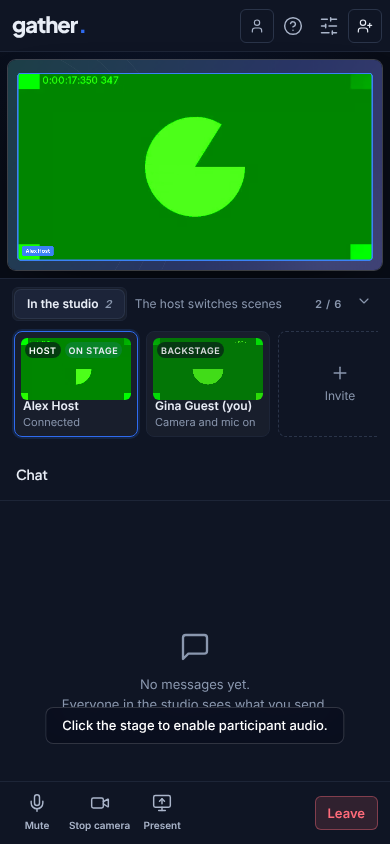 gather.
0:00:17:350 347
Alex Host
In the studio 2
The host switches scenes
2 / 6
HOST
ON STAGE
Alex Host
Connected
BACKSTAGE
Gina Guest (you)
Camera and mic on
Invite
Chat
No messages yet.
Everyone in the studio sees what you send.
Click the stage to enable participant audio.
Mute
Stop camera
Present
Leave